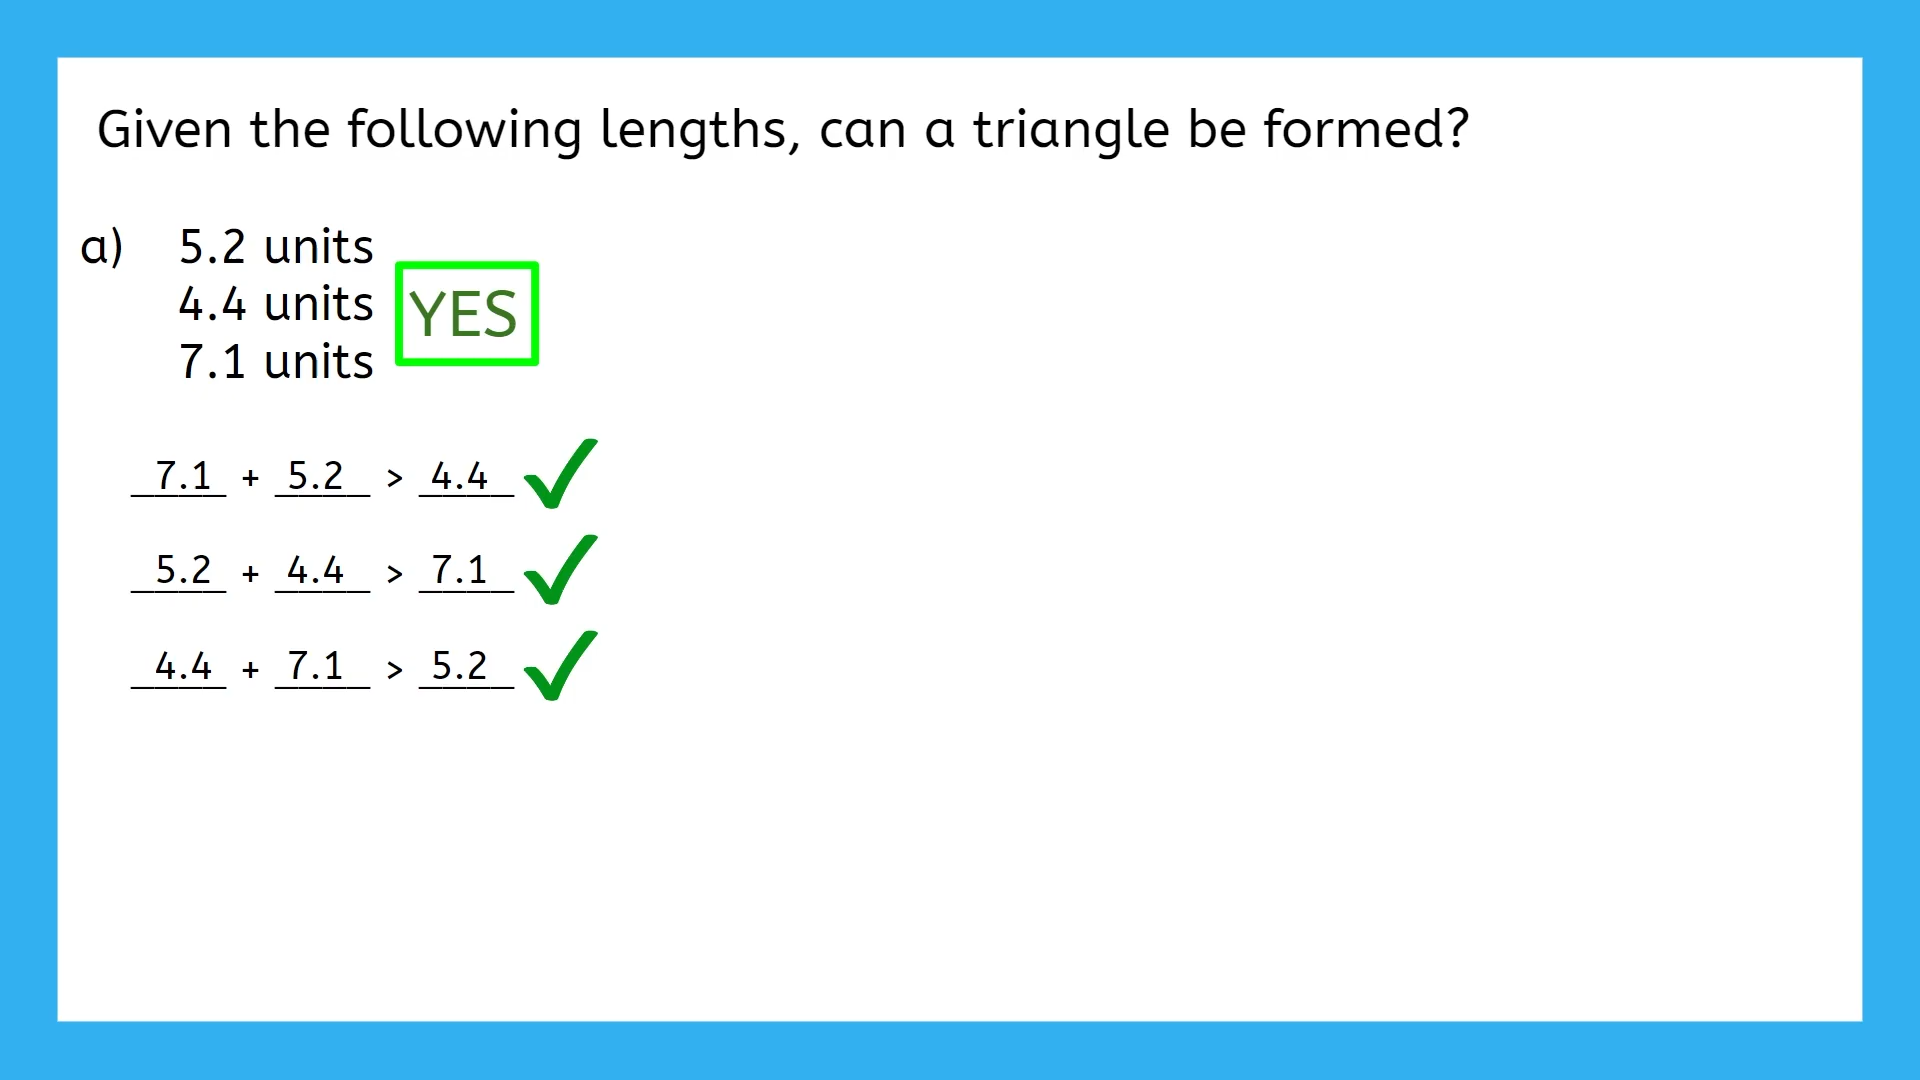 Given the following lengths, can a triangle be formed?
a) 5.2 units
4.4 units
YES
7.1 units
7.1 + 5.2 > 4.4
5.2 + 4.4 > 7.1
4.4 + 7.1 > 5.2